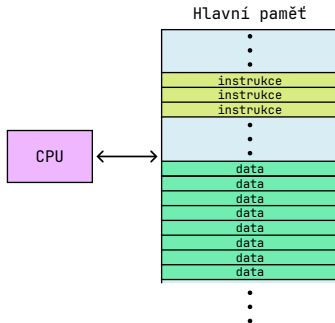 Hlavní paměť
instrukce
instrukce
instrukce
CPU
data
data
data
data
data
data
data
data